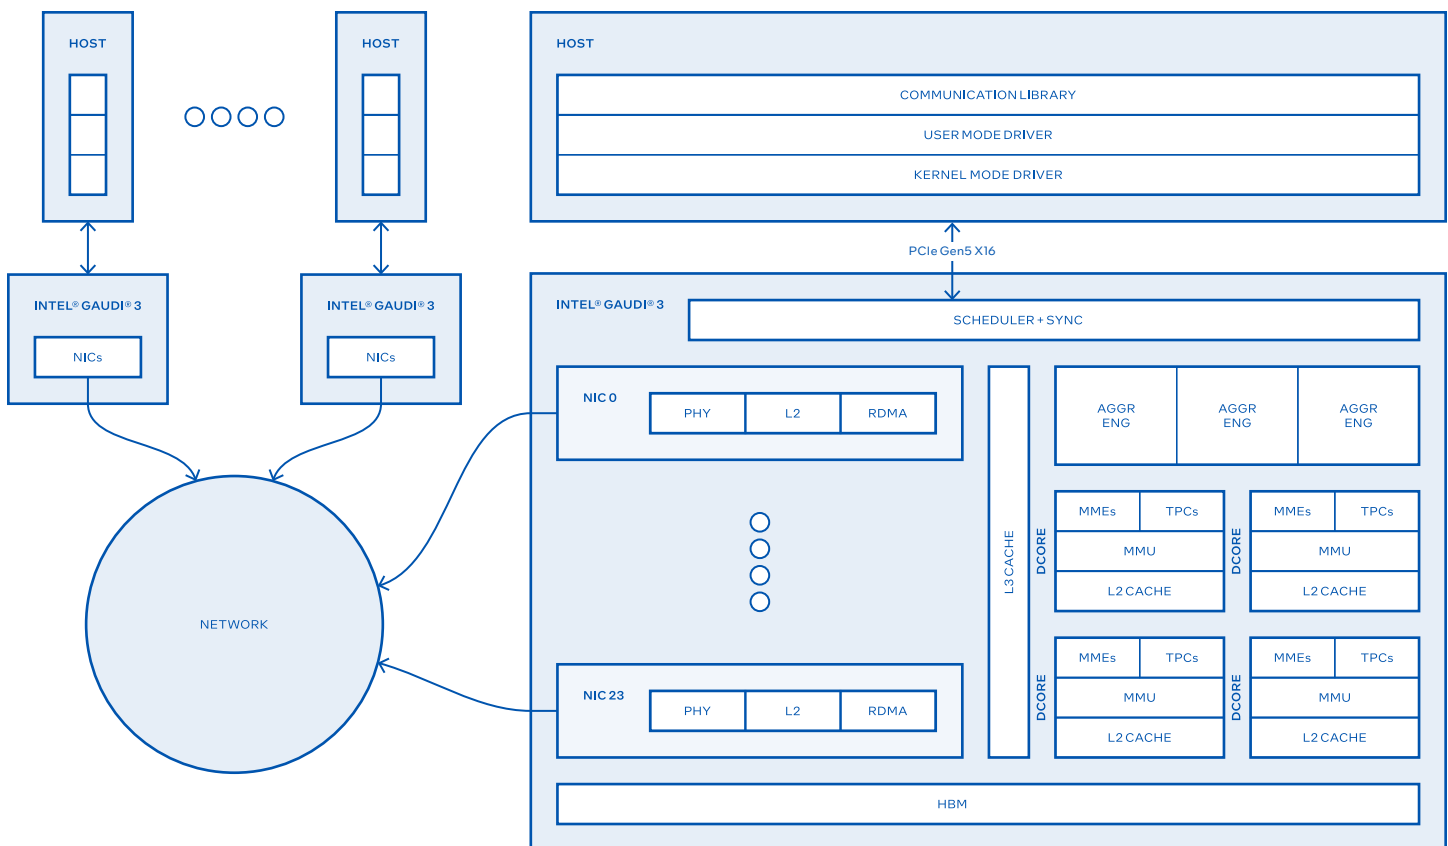 HOST
HOST
HOST
COMMUNICATION LIBRARY
USER MODE DRIVER
KERNEL MODE DRIVER
PCIe Gen5 X16
INTEL® GAUDI® 3
NICs
INTEL® GAUDI® 3
NICs
NETWORK
INTEL® GAUDI® 3
SCHEDULER + SYNC
NIC 0
PHY
L2
RDMA
NIC 23
PHY
L2
RDMA
L3 CACHE
AGGR
ENG
AGGR
ENG
AGGR
ENG
DCORE
MMEs
TPCs
MMU
L2 CACHE
DCORE
MMEs
TPCs
MMU
L2 CACHE
DCORE
MMEs
TPCs
MMU
L2 CACHE
DCORE
MMEs
TPCs
MMU
L2 CACHE
HBM